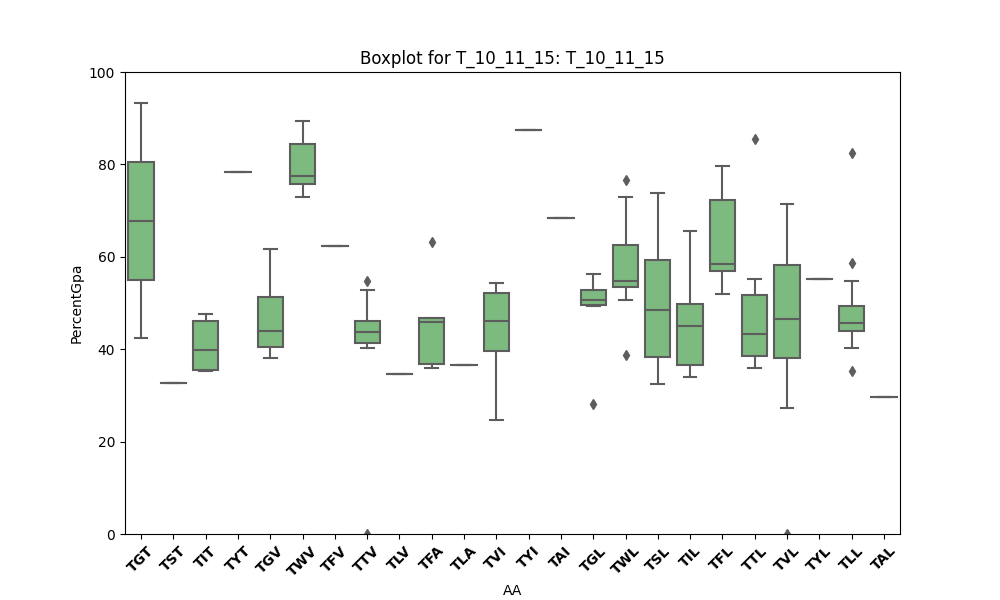 Boxplot for T_10_11_15: T_10_11_15
100
80
60
40
20
0
PercentGpa
TGT TST TIT TYT TGV TWV TFV TTV TLV TFA TLA TVI TYI TAI TGL TWL TSL TIL TFL TTL TVL TYL TLL TAL
AA